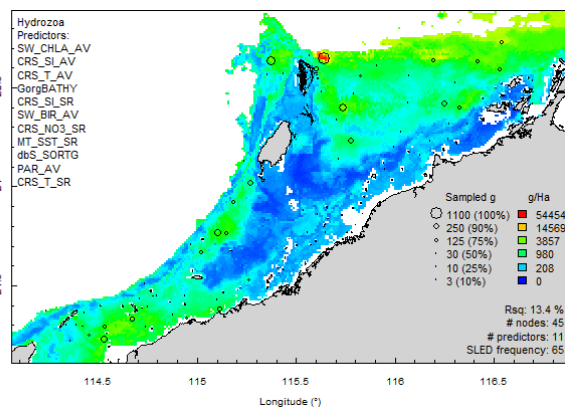 Hydrozoa
Predictors:
SW_CHLA_AV
CRS_SI_AV
CRS_T_AV
GorgBATHY
CRS_SI_SR
SW_BIR_AV
CRS_NO3_SR
MT_SST_SR
dbS_SORTG
PAR_AV
CRS_T_SR
Sampled g g/Ha
1100 (100%) 54454
250 (90%) 14569
125 (75%) 3857
30 (50%) 980
10 (25%) 208
3 (10%) 0
Rsq: 13.4 %
# nodes: 45
# predictors: 11
SLED frequency: 65
114.5 115 115.5 116 116.5
Longitude (°)